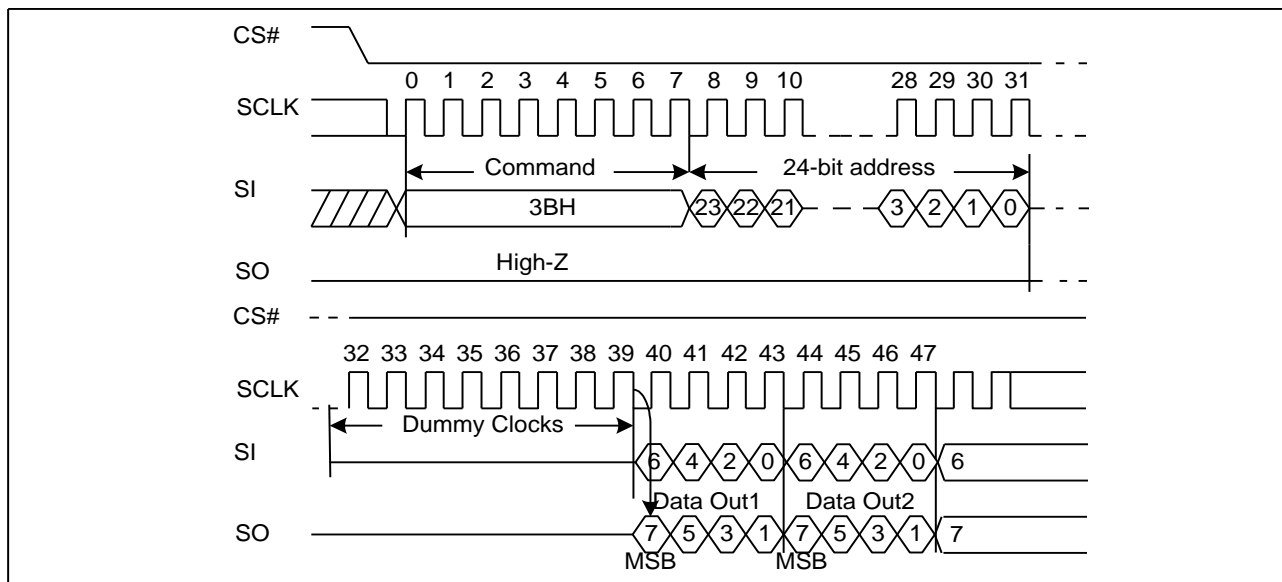 CS#
0 1 2 3 4 5 6 7 8 9 10 28 29 30 31
SCLK
Command 24-bit address
SI
3BH 23 22 21 3 2 1 0
High-Z
SO
CS#
32 33 34 35 36 37 38 39 40 41 42 43 44 45 46 47
SCLK
Dummy Clocks
SI
6 4 2 0 6 4 2 0 6
Data Out1 Data Out2
SO
7 5 3 1 7 5 3 1 7
MSB MSB